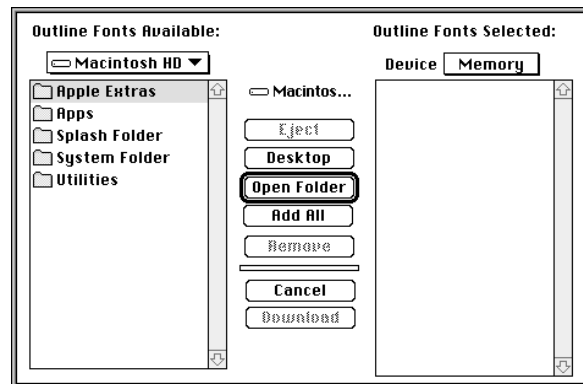 Outline Fonts Available:
Macintosh HD
Apple Extras
Apps
Splash Folder
System Folder
Utilities
Macintos...
Eject
Desktop
Open Folder
Add All
Remove
Cancel
Download
Outline Fonts Selected:
Device Memory